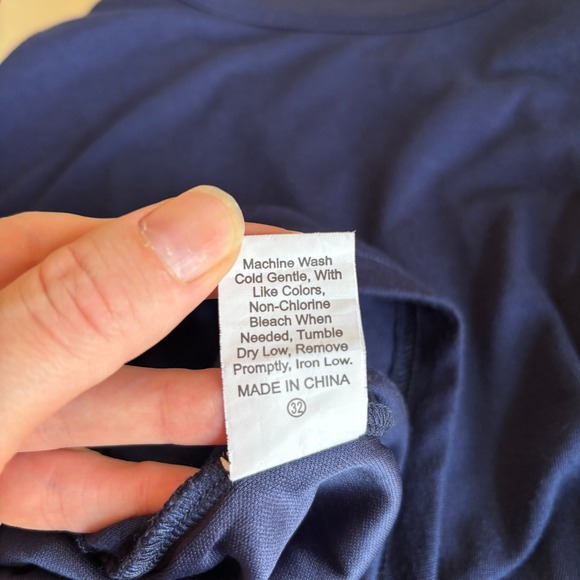 Machine Wash
Cold Gentle, With
Like Colors,
Non-Chlorine
Bleach When
Needed, Tumble
Dry Low, Remove
Promptly, Iron Low.
MADE IN CHINA
32